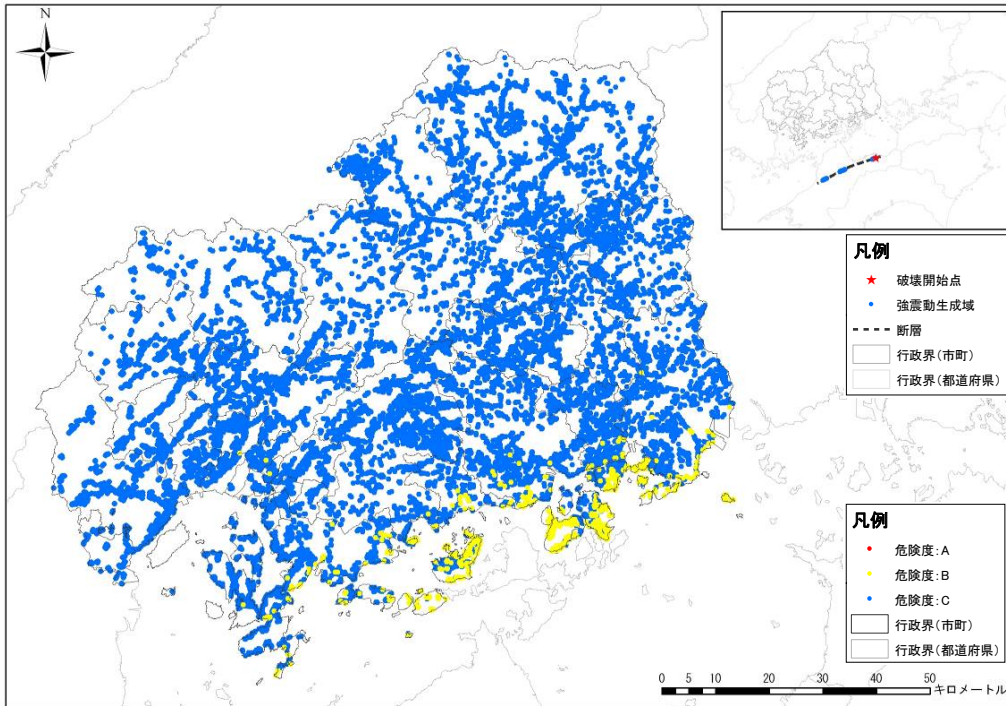 N
凡例
破壊開始点
強震動生成域
断層
行政界(市町)
行政界(都道府県)
凡例
危険度:A
危険度:B
危険度:C
行政界(市町)
行政界(都道府県)
0 5 10 20 30 40 50
キロメートル